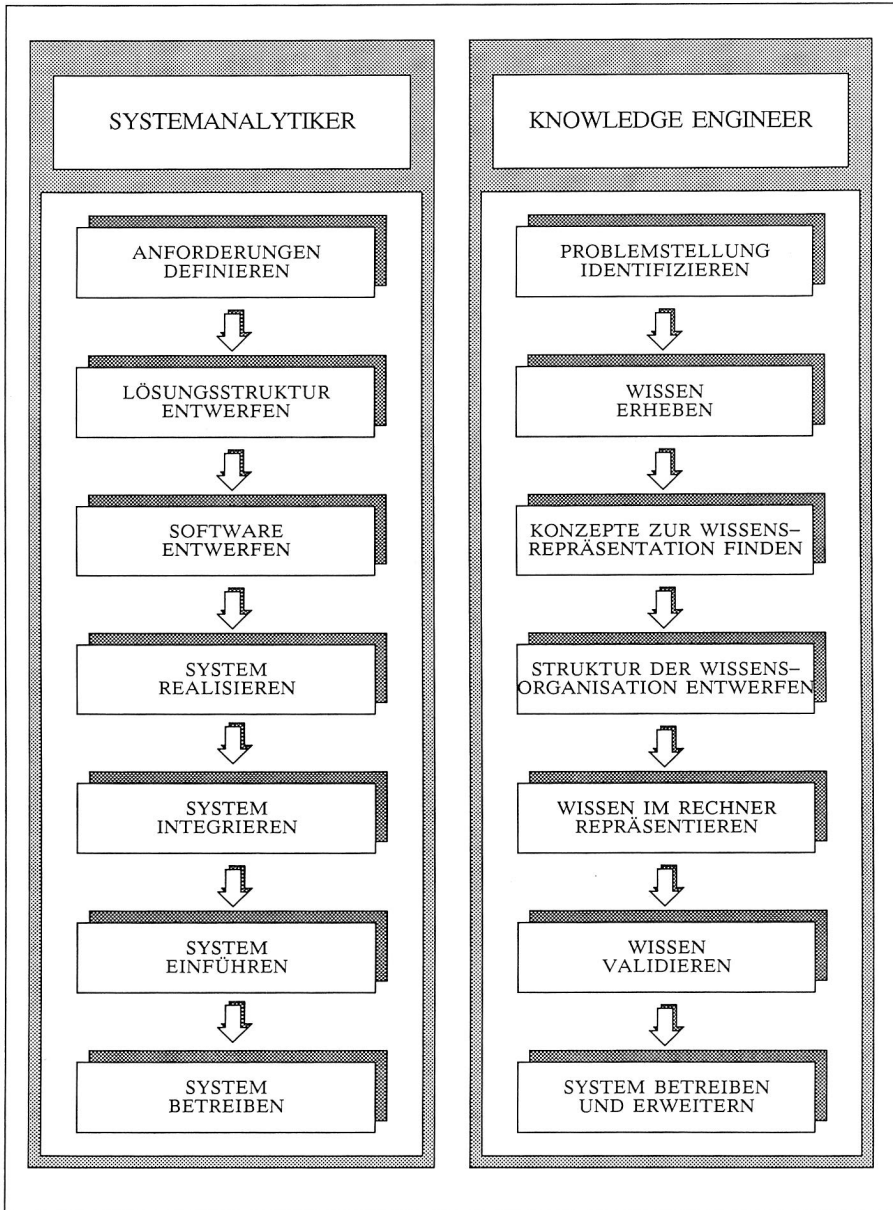 SYSTEMANALYTIKER
ANFORDERUNGEN
DEFINIEREN
LÖSUNGSSTRUKTUR
ENTWERFEN
SOFTWARE
ENTWERFEN
SYSTEM
REALISIEREN
SYSTEM
INTEGRIEREN
SYSTEM
EINFÜHREN
SYSTEM
BETREIBEN
KNOWLEDGE ENGINEER
PROBLEMSTELLUNG
IDENTIFIZIEREN
WISSEN
ERHEBEN
KONZEPTE ZUR WISSENS–
REPRÄSENTATION FINDEN
STRUKTUR DER WISSENS–
ORGANISATION ENTWERFEN
WISSEN IM RECHNER
REPRÄSENTIEREN
WISSEN
VALIDIEREN
SYSTEM BETREIBEN
UND ERWEITERN